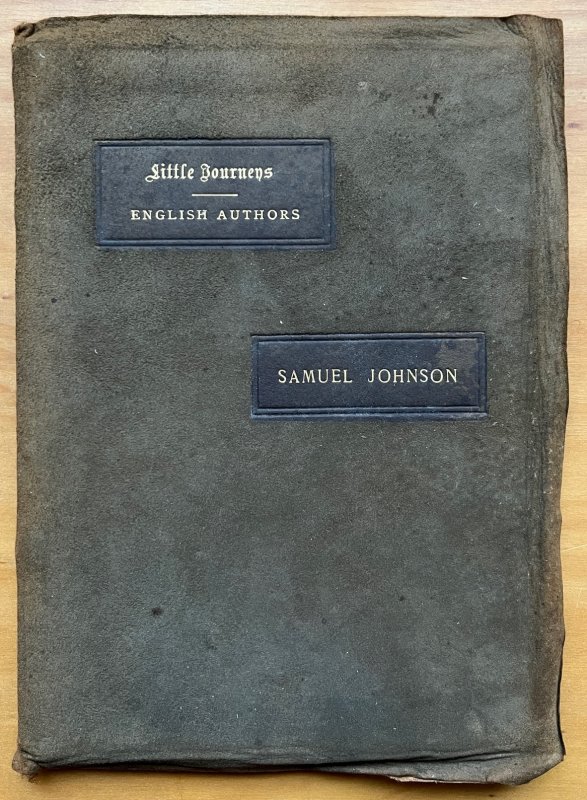 Little Journeys
ENGLISH AUTHORS
SAMUEL JOHNSON